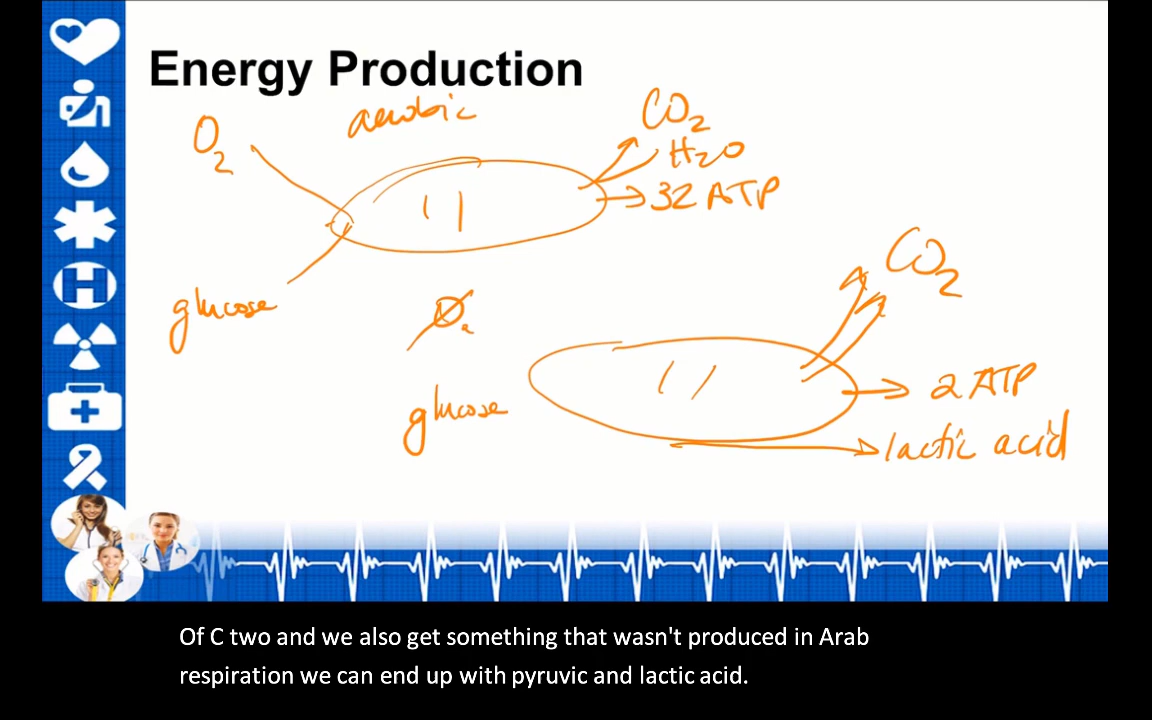 Energy Production
aerobic
O2
CO2
H2O
32 ATP
glucose
CO2
O2
glucose
2 ATP
lactic acid
H
Of C two and we also get something that wasn't produced in Arab
respiration we can end up with pyruvic and lactic acid.